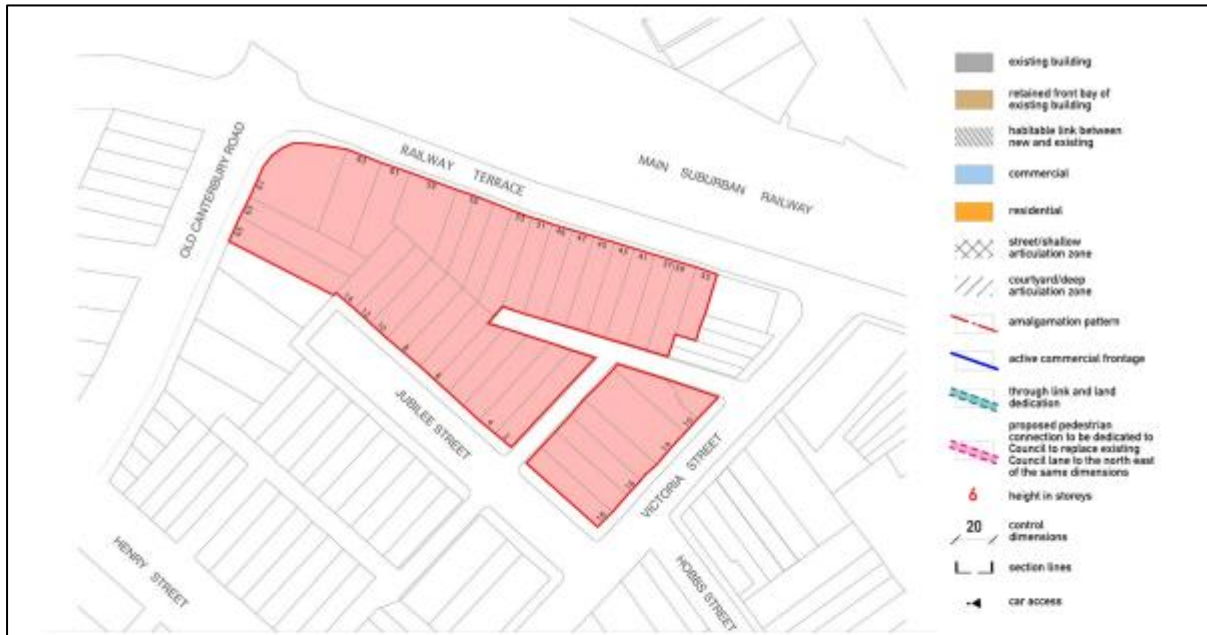 MAIN SUBURBAN RAILWAY
RAILWAY TERRACE
OLD CANTERBURY ROAD
JUBILEE STREET
VICTORIA STREET
HENRY STREET
HOBBS STREET
existing building
retained front bay of
existing building
habitable link between
new and existing
commercial
residential
street/shallow
articulation zone
courtyard/deep
articulation zone
amalgamation pattern
active commercial frontage
through link and land
dedication
proposed pedestrian
connection to be dedicated to
Council to replace existing
Council lane to the north east
of the same dimensions
6
height in storeys
20
control
dimensions
section lines
car access